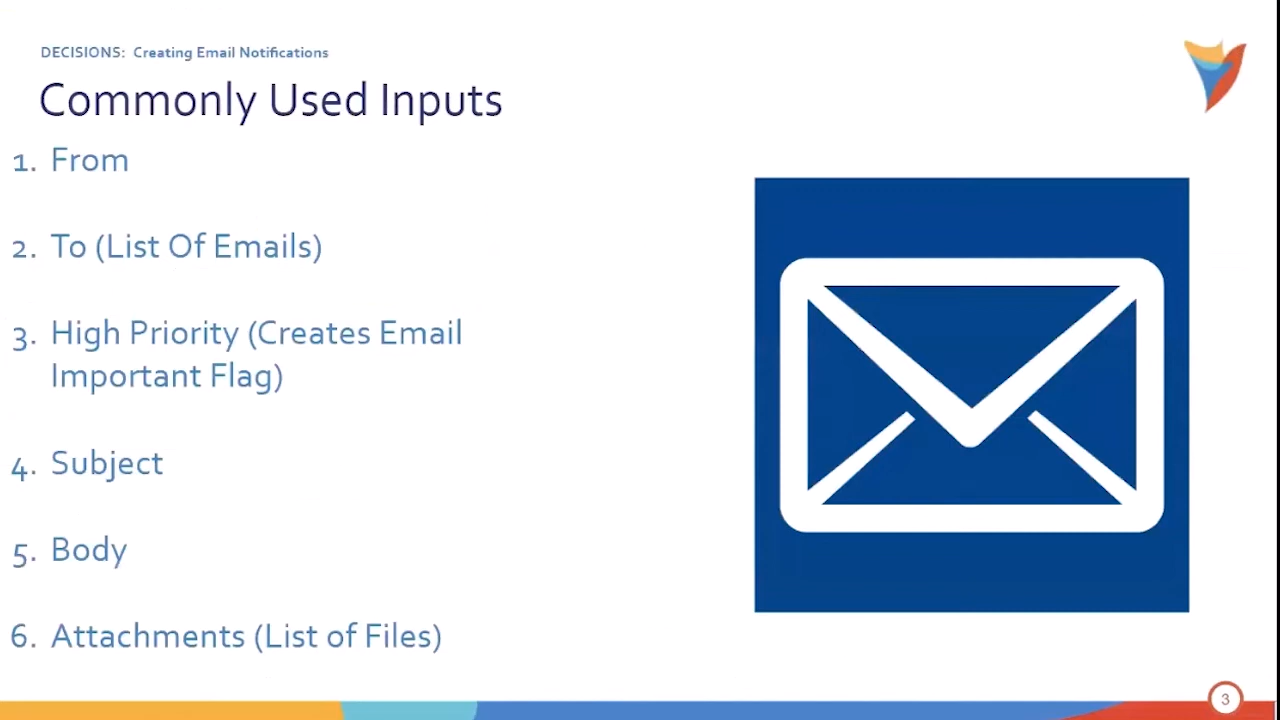 DECISIONS: Creating Email Notifications
Commonly Used Inputs
1. From
2. To (List Of Emails)
3. High Priority (Creates Email
Important Flag)
4. Subject
5. Body
6. Attachments (List of Files)
3